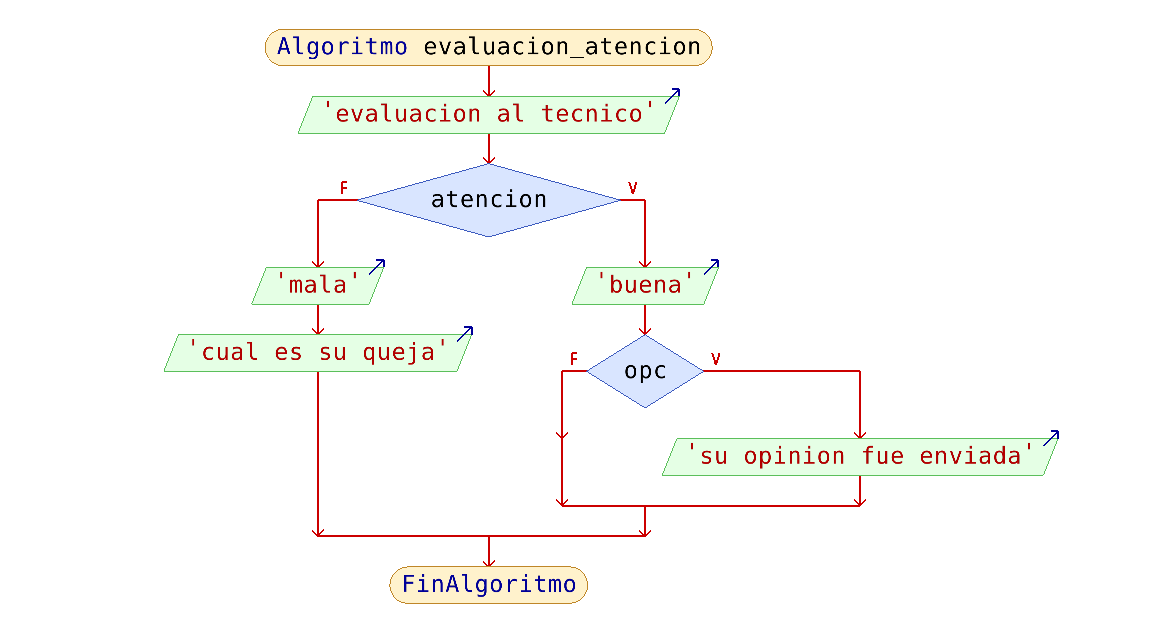 Algoritmo evaluacion_atencion
'evaluacion al tecnico'
atencion
F
V
'mala'
'buena'
'cual es su queja'
opc
F
V
'su opinion fue enviada'
FinAlgoritmo